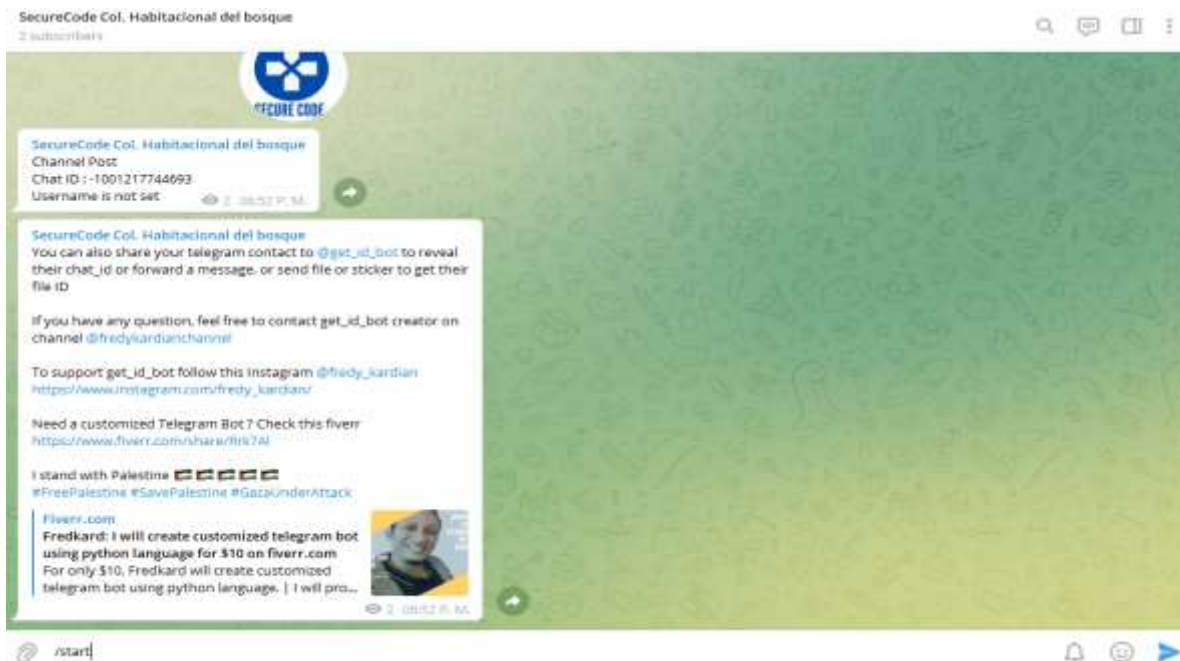 SecureCode Col. Habitacional del bosque
2 subscribers
SECURE CODE
SecureCode Col. Habitacional del bosque
Channel Post
Chat ID : -1001217744693
Username is not set
2 08:52 P. M.
SecureCode Col. Habitacional del bosque
You can also share your telegram contact to @get_id_bot to reveal
their chat_id or forward a message, or send file or sticker to get their
file ID
If you have any question, feel free to contact get_id_bot creator on
channel @fredykardianchannel
To support get_id_bot follow this Instagram @fredy_kardian
https://www.instagram.com/fredy_kardian/
Need a customized Telegram Bot ? Check this fiverr
https://www.fiverr.com/share/
I stand with Palestine 🇵🇸🇵🇸🇵🇸🇵🇸🇵🇸
#FreePalestine #SavePalestine #GazaUnderAttack
Fiverr.com
Fredkard: I will create customized telegram bot
using python language for $10 on fiverr.com
For only $10, Fredkard will create customized
telegram bot using python language. | I will pro...
2 08:52 P. M.
/start